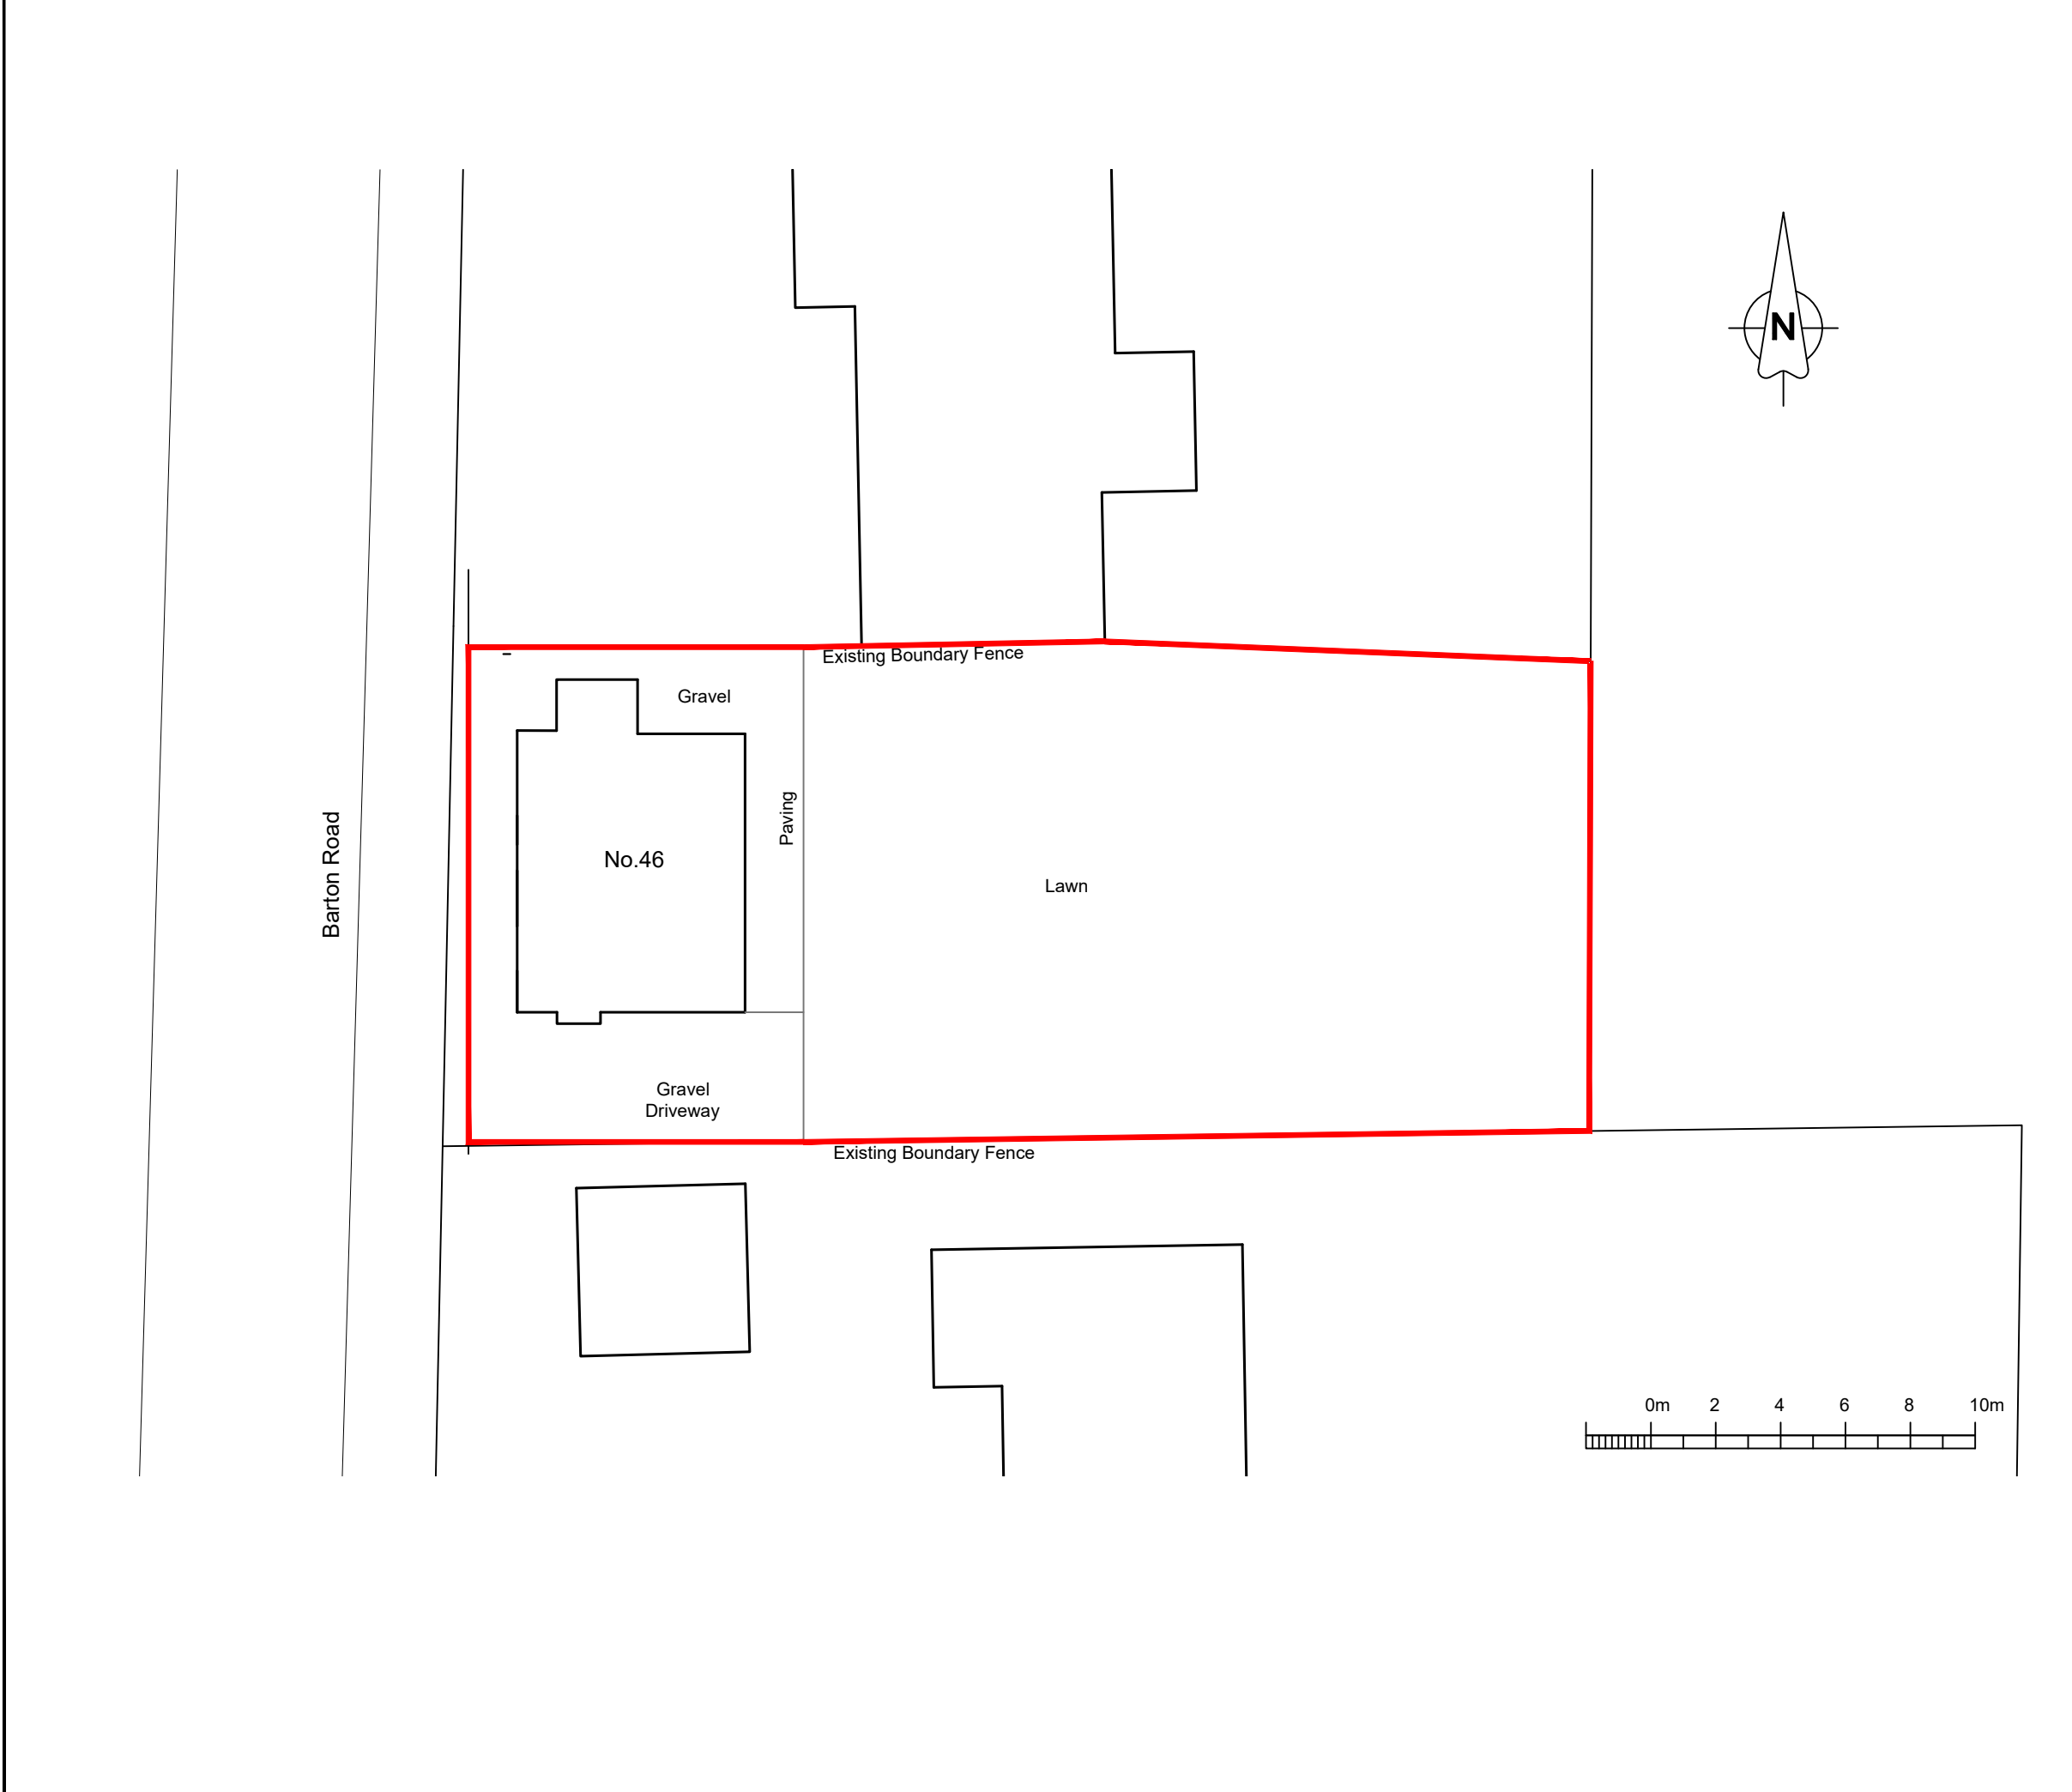 N
Existing Boundary Fence
Gravel
Paving
No.46
Barton Road
Lawn
Gravel
Driveway
Existing Boundary Fence
0m 2 4 6 8 10m